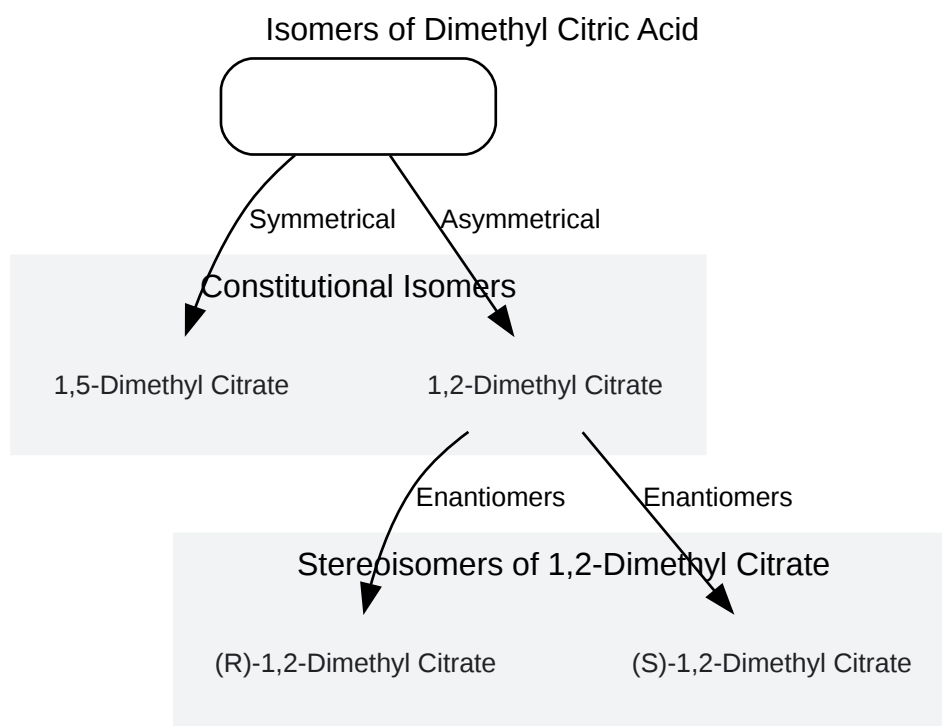 Isomers of Dimethyl Citric Acid
Symmetrical
Asymmetrical
Constitutional Isomers
1,5-Dimethyl Citrate
1,2-Dimethyl Citrate
Enantiomers
Enantiomers
Stereoisomers of 1,2-Dimethyl Citrate
(R)-1,2-Dimethyl Citrate
(S)-1,2-Dimethyl Citrate